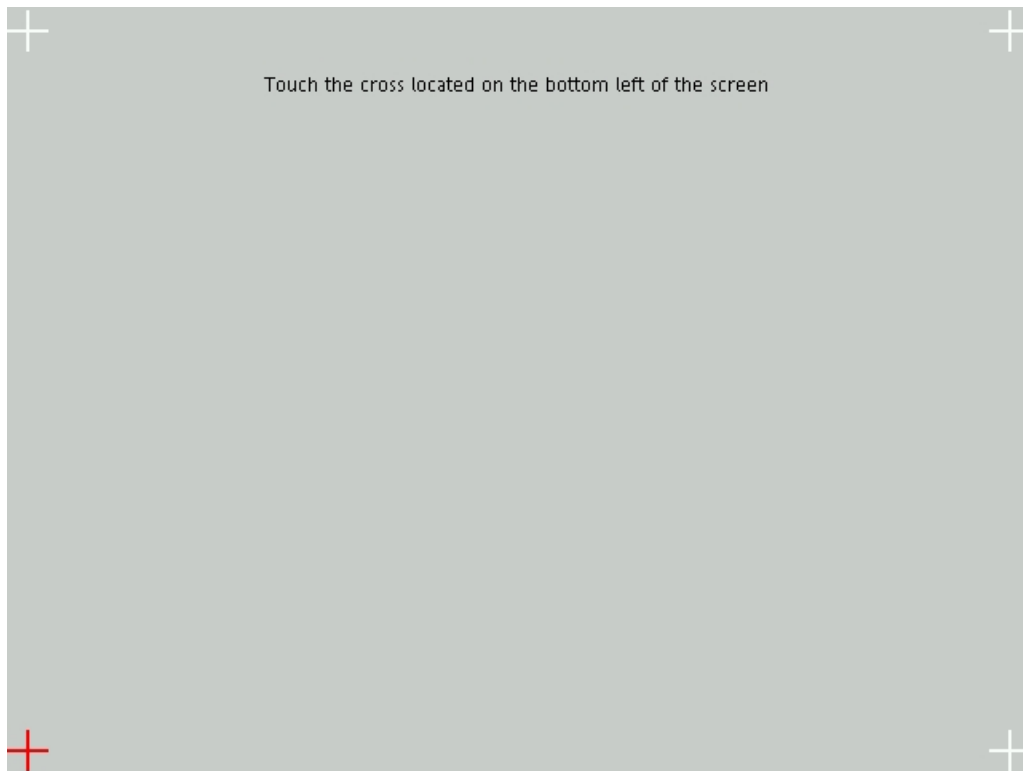 Touch the cross located on the bottom left of the screen